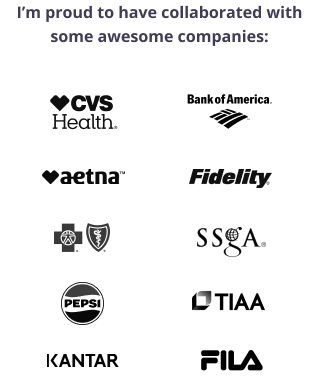 I'm proud to have collaborated with
some awesome companies:
CVS
Health®
Bank of America
aetna™
Fidelity
SSGA®
PEPSI
TIAA
KANTAR
FILA